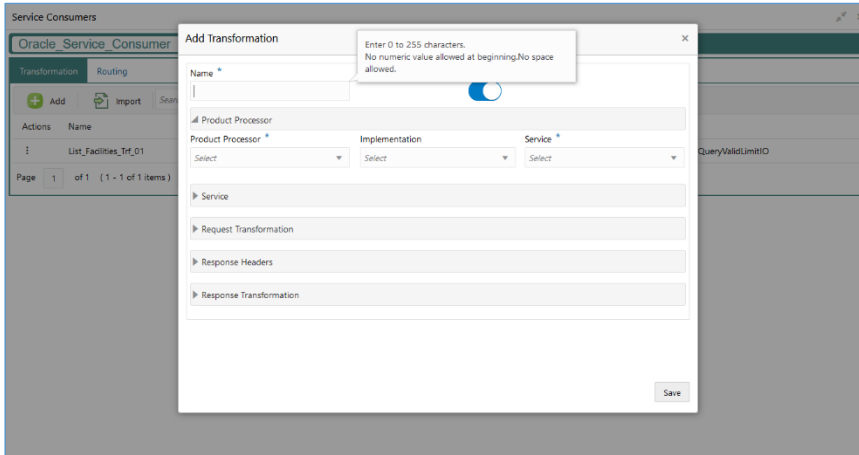 Service Consumers
Oracle_Service_Consumer
Transformation Routing
Add Import Sear
Actions Name
List_Facilities_Trf_01
QueryValidLimitIO
Page 1 of 1 (1 - 1 of 1 items)
Add Transformation
Enter 0 to 255 characters.
No numeric value allowed at beginning.No space
allowed.
Name *
Product Processor
Product Processor * Implementation Service *
Select Select Select
Service
Request Transformation
Response Headers
Response Transformation
Save